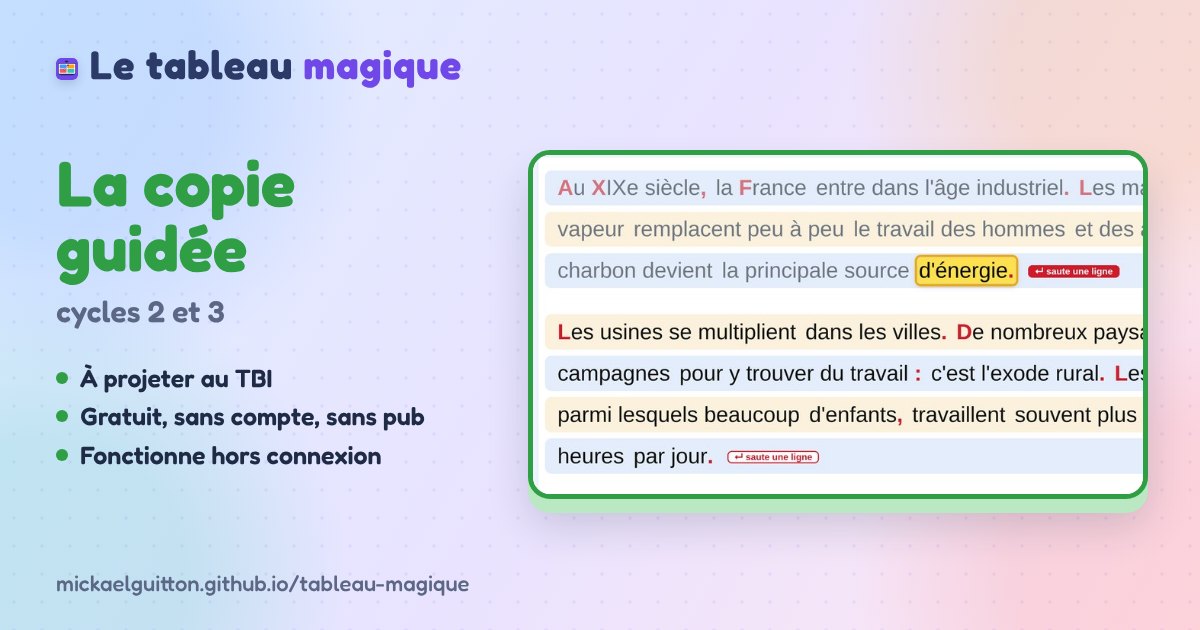 Le tableau magique
La copie
guidée
cycles 2 et 3
À projeter au TBI
Gratuit, sans compte, sans pub
Fonctionne hors connexion
mickaelguitton.github.io/tableau-magique
Au XIXe siècle, la France entre dans l'âge industriel. Les ma
vapeur remplacent peu à peu le travail des hommes et des
charbon devient la principale source d'énergie. ↵ saute une ligne
Les usines se multiplient dans les villes. De nombreux paysa
campagnes pour y trouver du travail : c'est l'exode rural. Les
parmi lesquels beaucoup d'enfants, travaillent souvent plus
heures par jour. ↵ saute une ligne